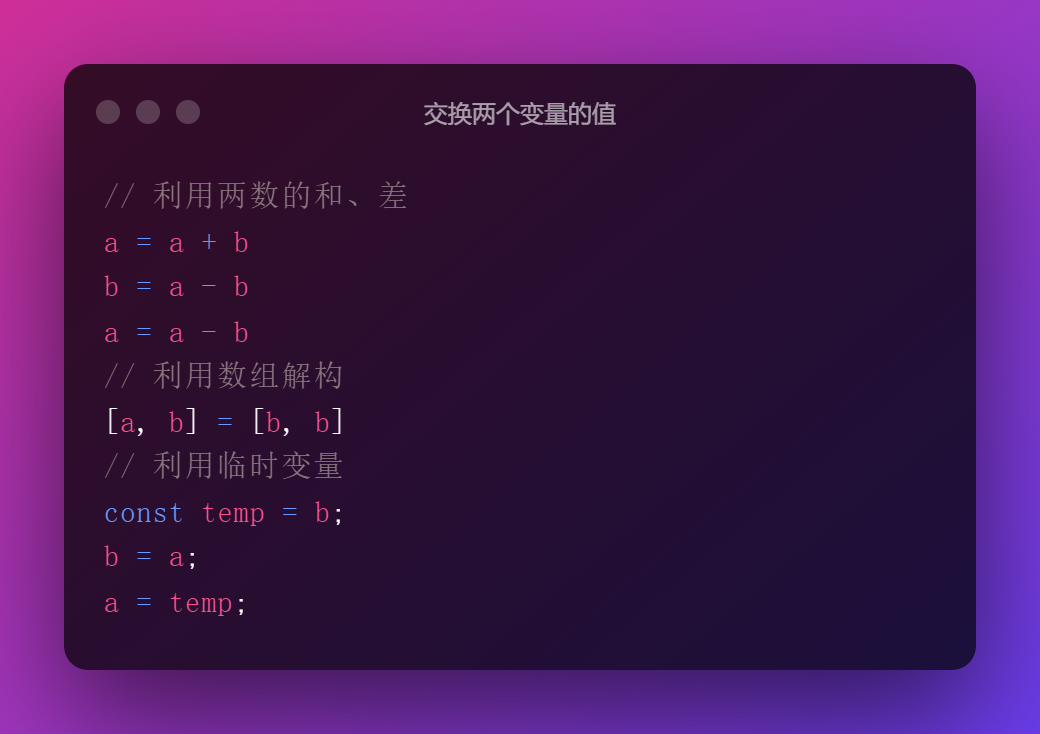 交换两个变量的值
// 利用两数的和、差
a = a + b
b = a - b
a = a - b
// 利用数组解构
[a, b] = [b, b]
// 利用临时变量
const temp = b;
b = a;
a = temp;